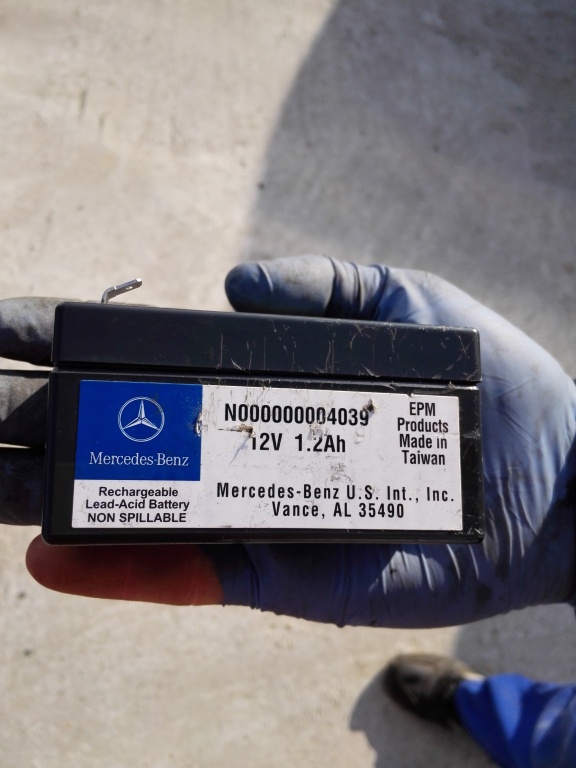 Mercedes-Benz
Rechargeable
Lead-Acid Battery
NON SPILLABLE
N000000004039
12V 1.2Ah
EPM
Products
Made in
Taiwan
Mercedes-Benz U.S. Int., Inc.
Vance, AL 35490